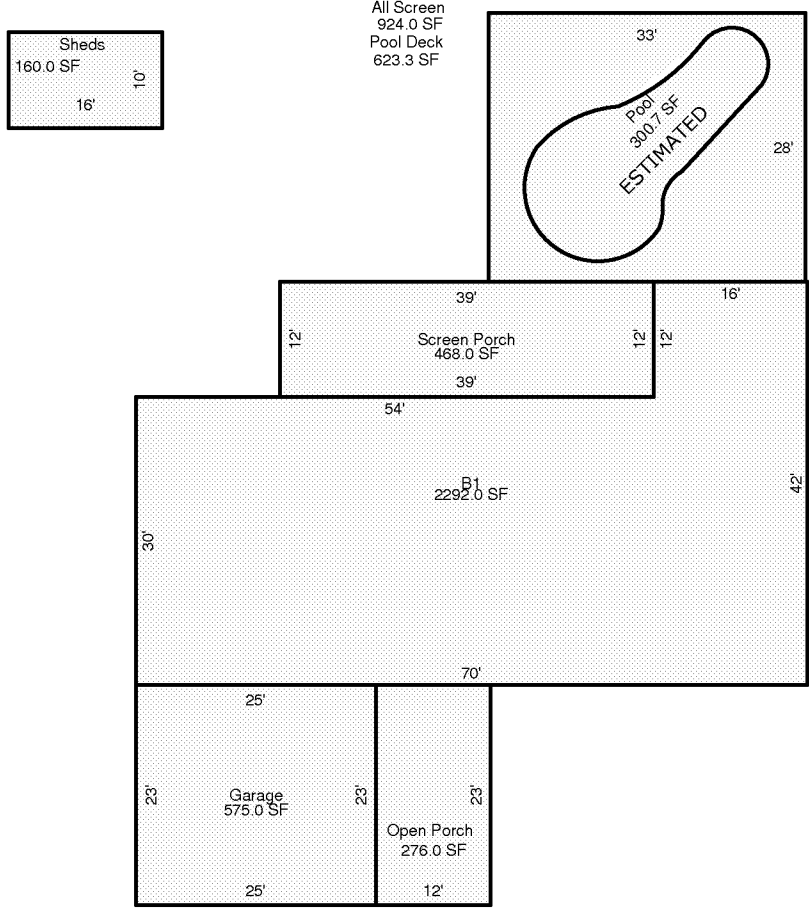 All Screen
924.0 SF
Pool Deck
623.3 SF
Sheds
160.0 SF
10'
16'
33'
Pool
300.7 SF
ESTIMATED
28'
39'
16'
12'
Screen Porch
468.0 SF
12'
12'
39'
54'
B1
2292.0 SF
42'
30'
70'
25'
23'
Garage
575.0 SF
23'
23'
Open Porch
276.0 SF
25'
12'